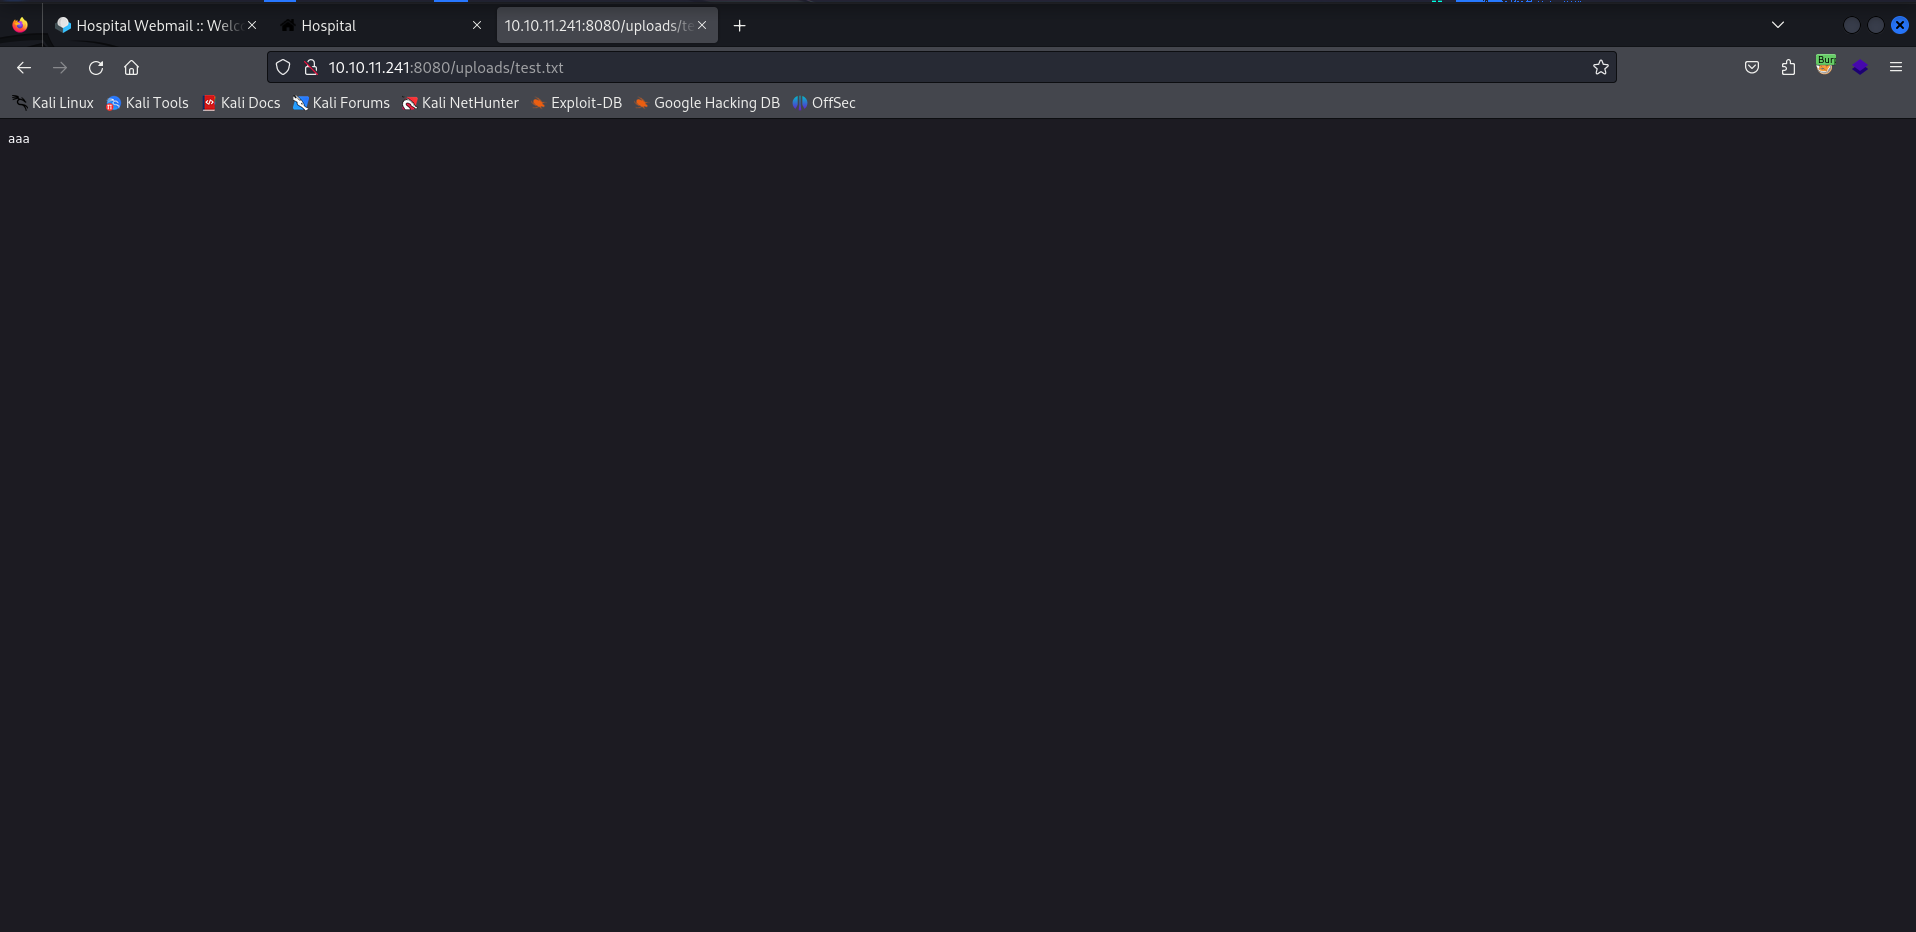 Hospital Webmail :: Welc
Hospital
10.10.11.241:8080/uploads/te
10.10.11.241:8080/uploads/test.txt
Bur
Kali Linux
Kali Tools
Kali Docs
Kali Forums
Kali NetHunter
Exploit-DB
Google Hacking DB
OffSec
aaa